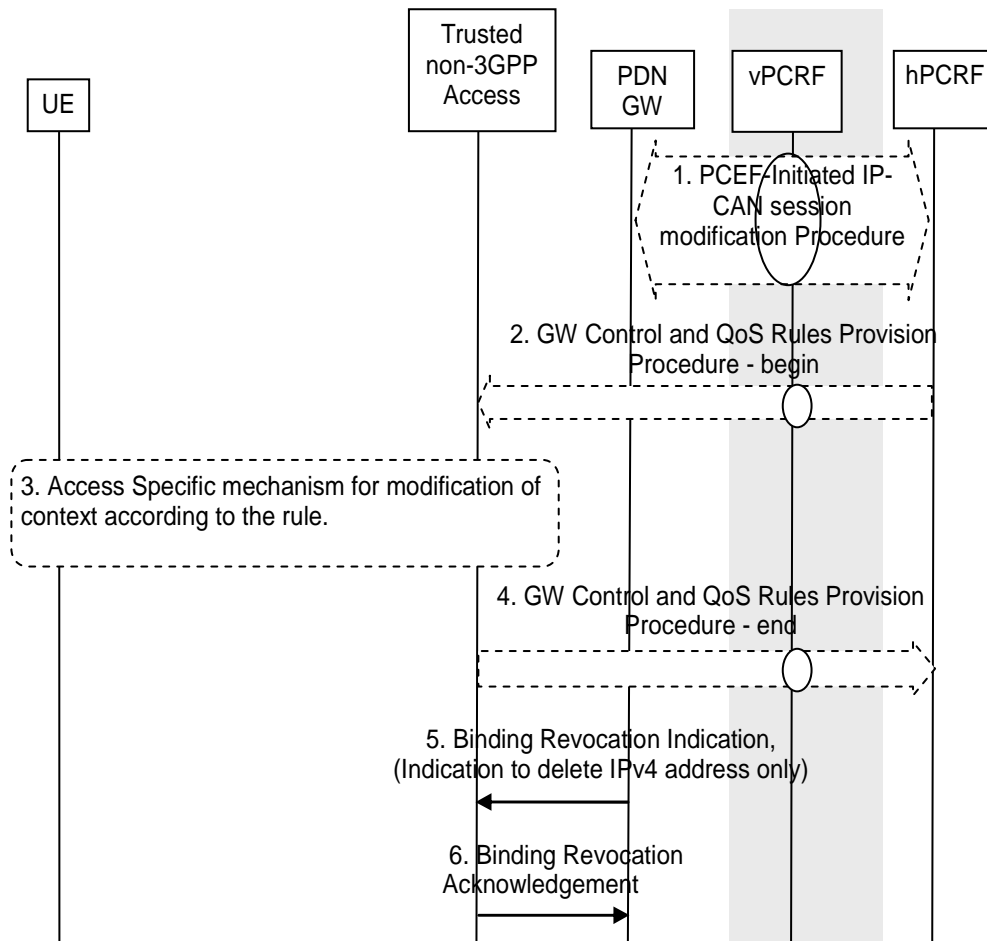 Trusted
non-3GPP
Access
PDN
GW
vPCRF
hPCRF
UE
1. PCEF-Initiated IP-
CAN session
modification Procedure
2. GW Control and QoS Rules Provision
Procedure - begin
3. Access Specific mechanism for modification of
context according to the rule.
4. GW Control and QoS Rules Provision
Procedure - end
5. Binding Revocation Indication,
(Indication to delete IPv4 address only)
6. Binding Revocation
Acknowledgement